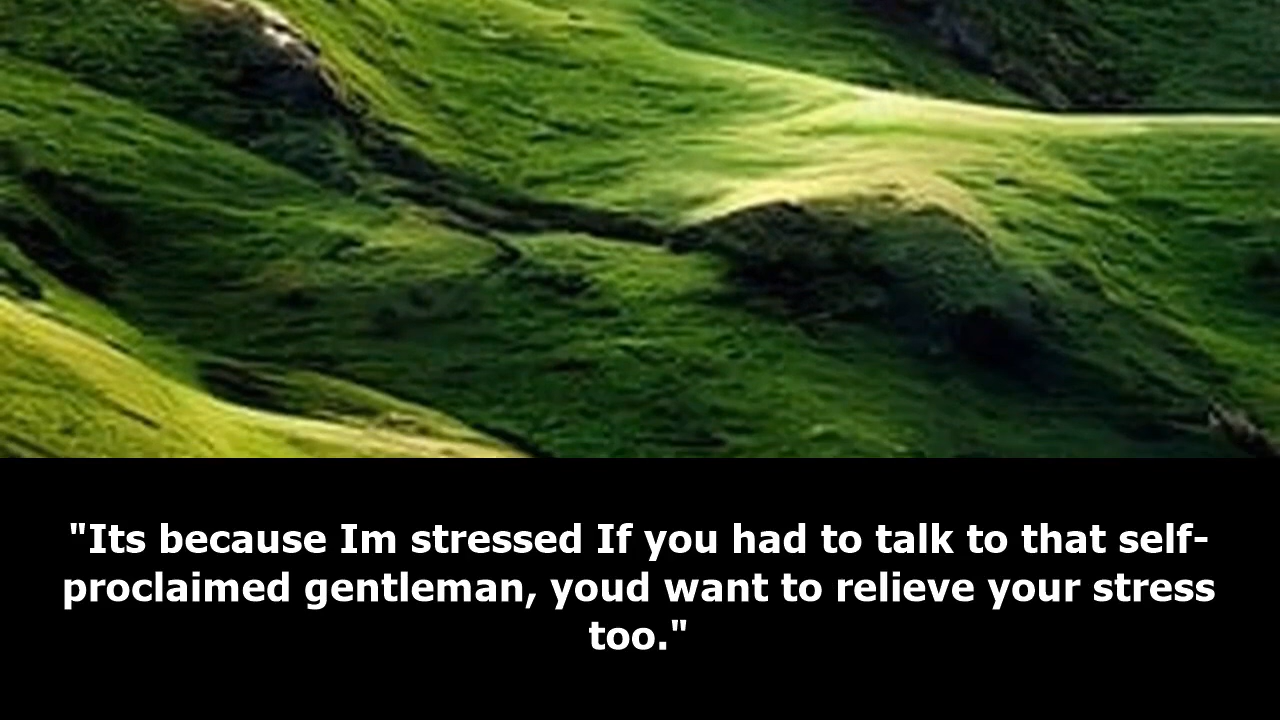 "Its because Im stressed If you had to talk to that self-
proclaimed gentleman, youd want to relieve your stress
too."